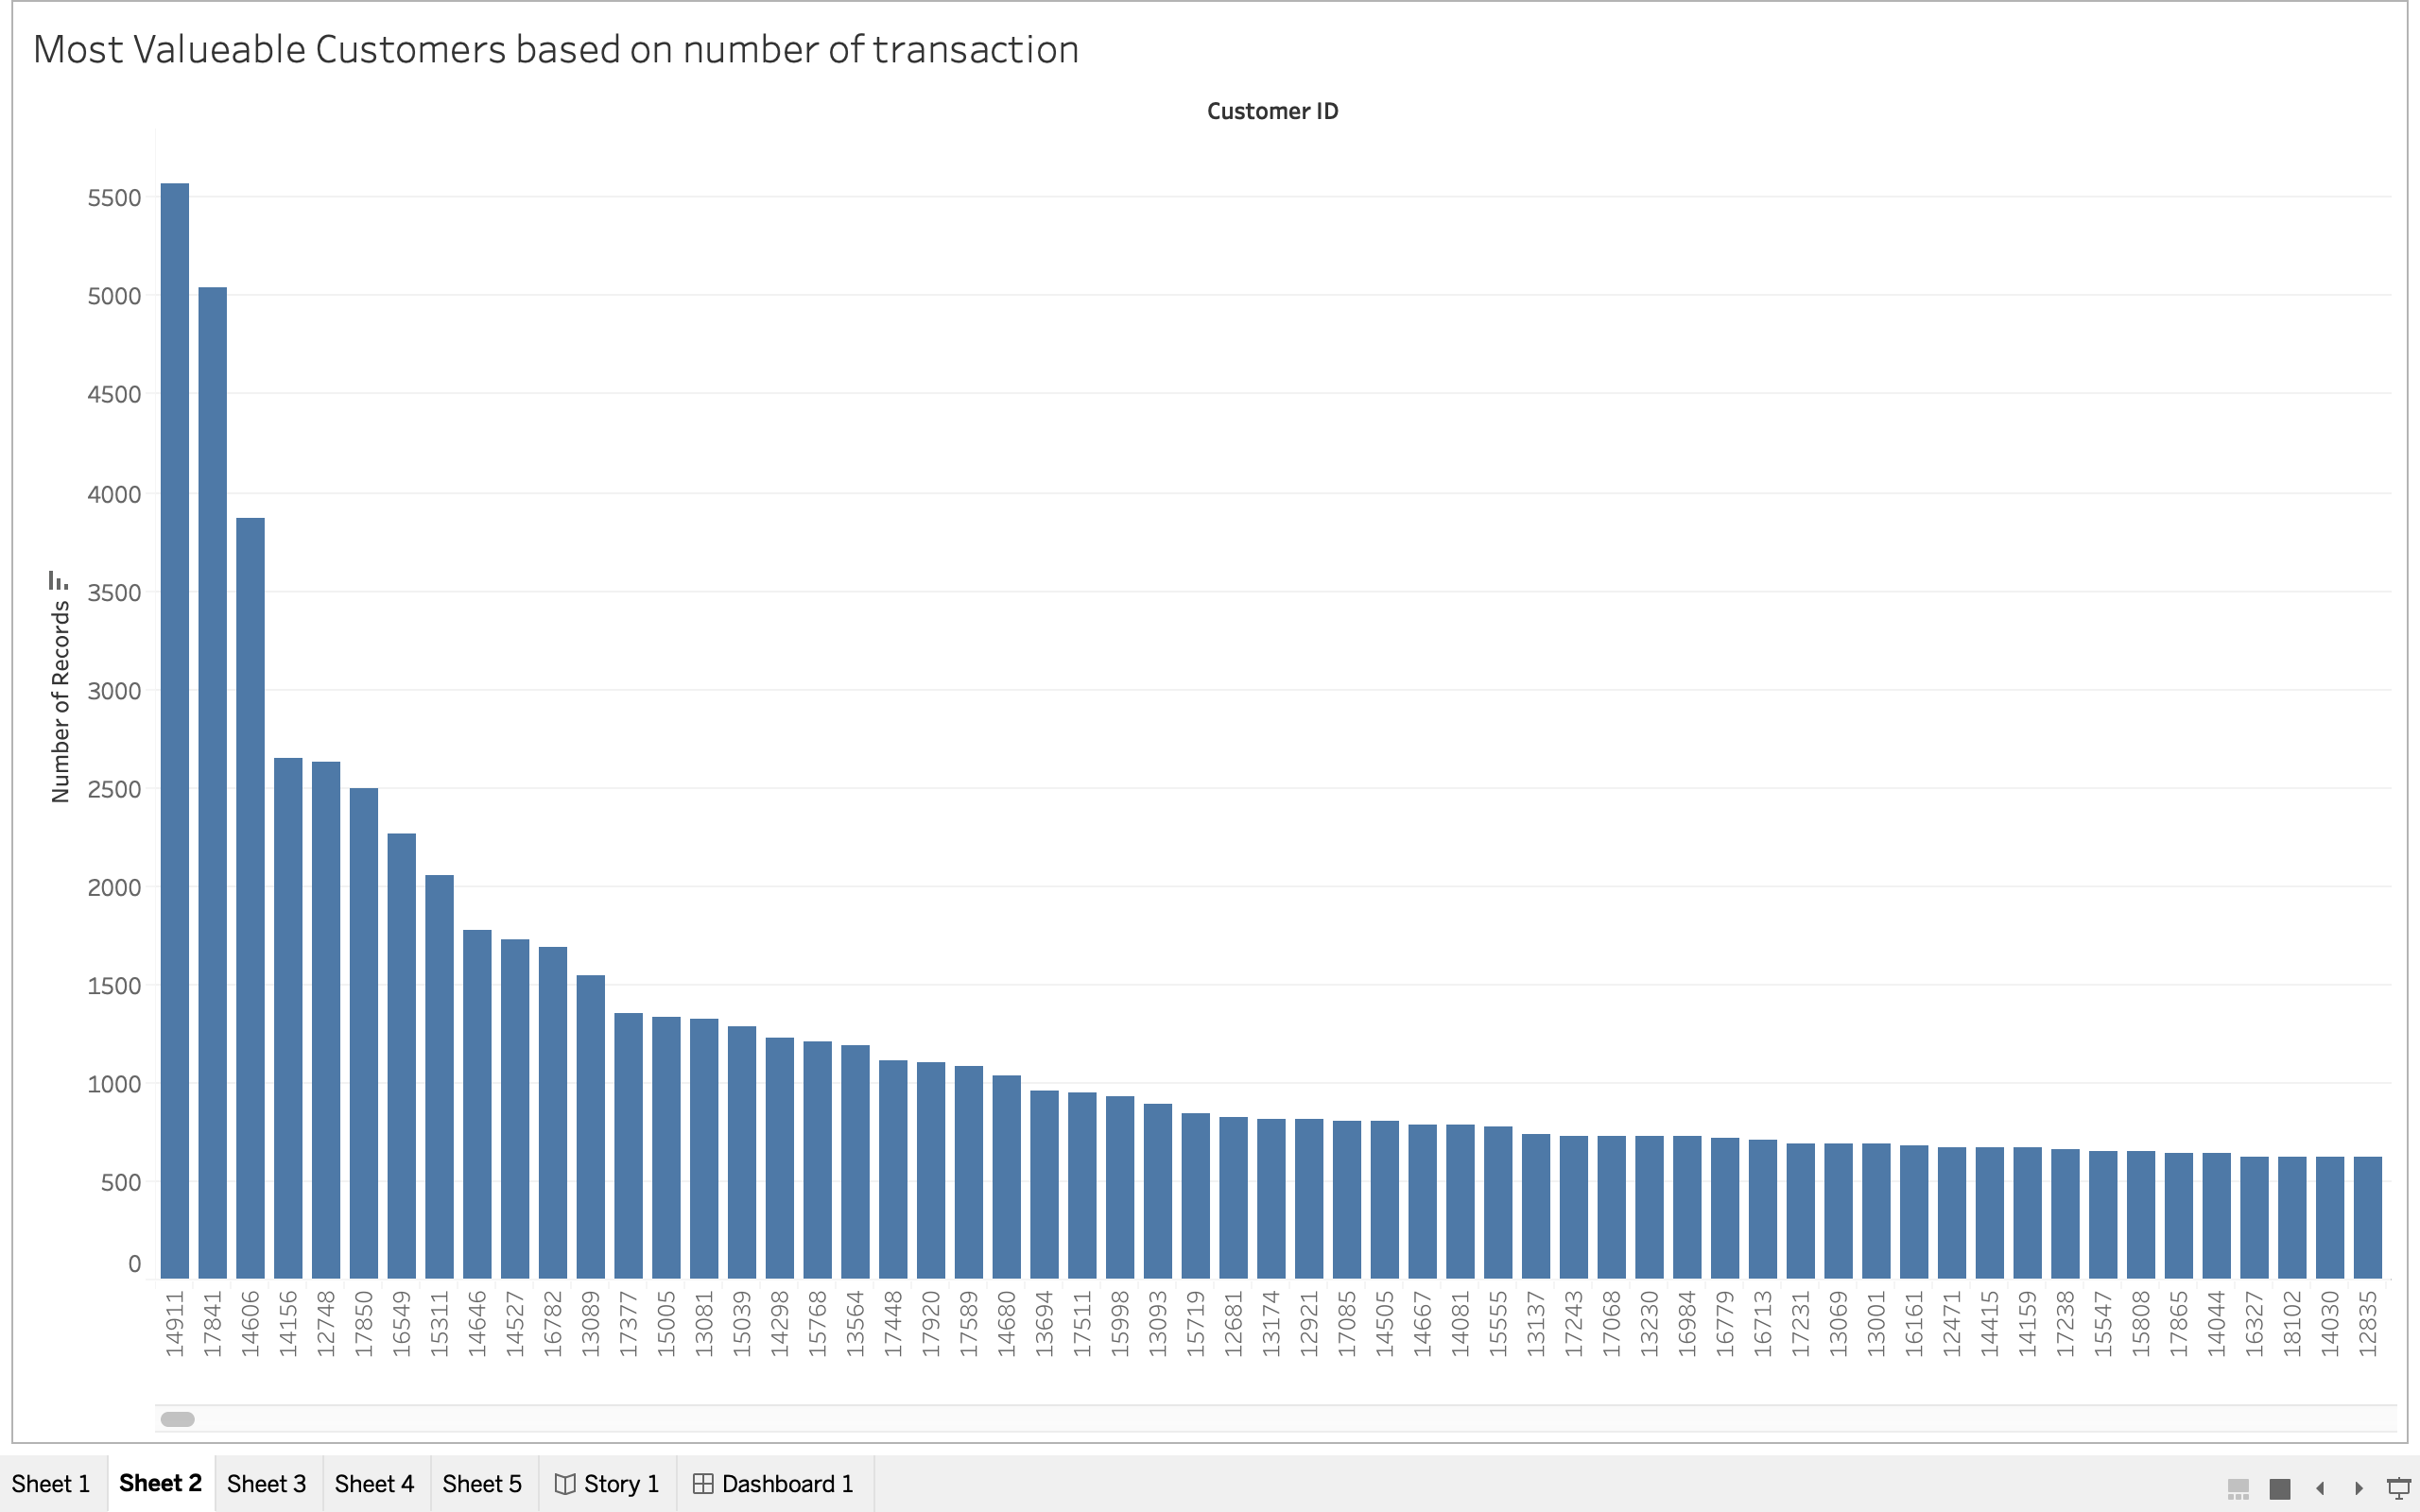 Most Valueable Customers based on number of transaction
Customer ID
Number of Records
5500
5000
4500
4000
3500
3000
2500
2000
1500
1000
500
0
14911 17841 14606 14156 12748 17850 16549 15311 14646 14527 16782 13089 17377 15005 13081 15039 14298 15768 13564 17448 17920 17589 14680 13694 17511 15998 13093 15719 12681 13174 12921 17085 14505 14667 14081 15555 13137 17243 17068 13230 16984 16779 16713 17231 13069 13001 16161 12471 14415 14159 17238 15547 15808 17865 14044 16327 18102 14030 12835
Sheet 1 Sheet 2 Sheet 3 Sheet 4 Sheet 5 Story 1 Dashboard 1